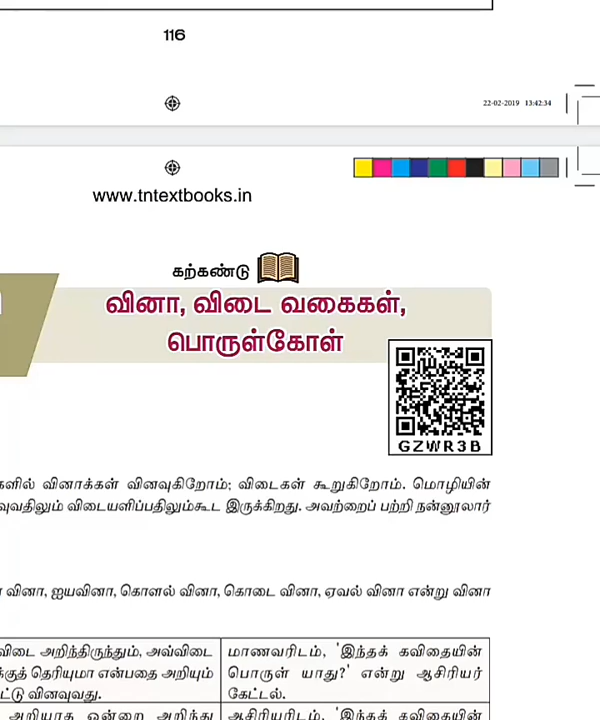 116
22-02-2019 13:42:34
www.tntextbooks.in
கற்கண்டு
வினா, விடை வகைகள்,
பொருள்கோள்
GZWR3B
வினாக்கள் வினவுகிறோம்; விடைகள் கூறுகிறோம். மொழியின்
விடையளிப்பதிலும்கூட இருக்கிறது. அவற்றைப் பற்றி நன்னூலார்
வினா, ஐயவினா, கொளல் வினா, கொடை வினா, ஏவல் வினா என்று வினா
விடை அறிந்திருந்தும், அவ்விடை
தெரியுமா என்பதை அறியும்
வினவுவது.
மாணவரிடம், 'இந்தக் கவிதையின்
பொருள் யாது?' என்று ஆசிரியர்
கேட்டல்.
அறியாத ஒன்றை அறிந்து
ஆசிரியரிடம், 'இந்தக் கவிதையின்